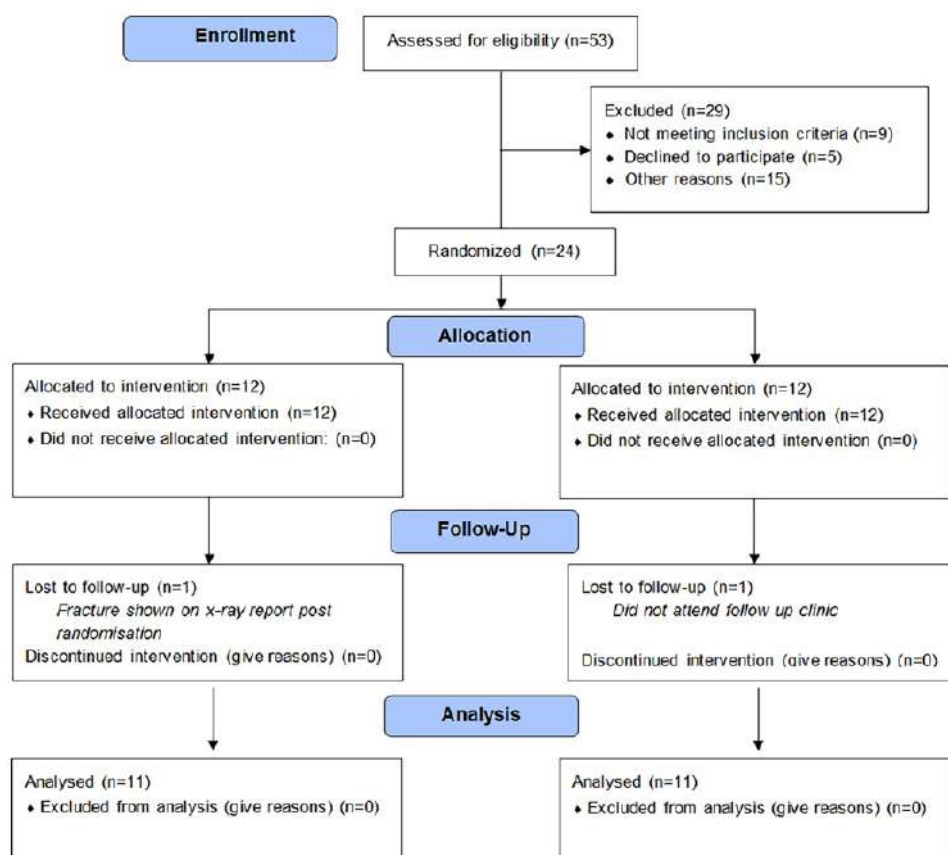 Enrollment
Assessed for eligibility (n=53)
Excluded (n=29)
♦ Not meeting inclusion criteria (n=9)
♦ Declined to participate (n=5)
♦ Other reasons (n=15)
Randomized (n=24)
Allocation
Allocated to intervention (n=12)
♦ Received allocated intervention (n=12)
♦ Did not receive allocated intervention: (n=0)
Allocated to intervention (n=12)
♦ Received allocated intervention (n=12)
♦ Did not receive allocated intervention (n=0)
Follow-Up
Lost to follow-up (n=1)
Fracture shown on x-ray report post
randomisation
Discontinued intervention (give reasons) (n=0)
Lost to follow-up (n=1)
Did not attend follow up clinic
Discontinued intervention (give reasons) (n=0)
Analysis
Analysed (n=11)
♦ Excluded from analysis (give reasons) (n=0)
Analysed (n=11)
♦ Excluded from analysis (give reasons) (n=0)